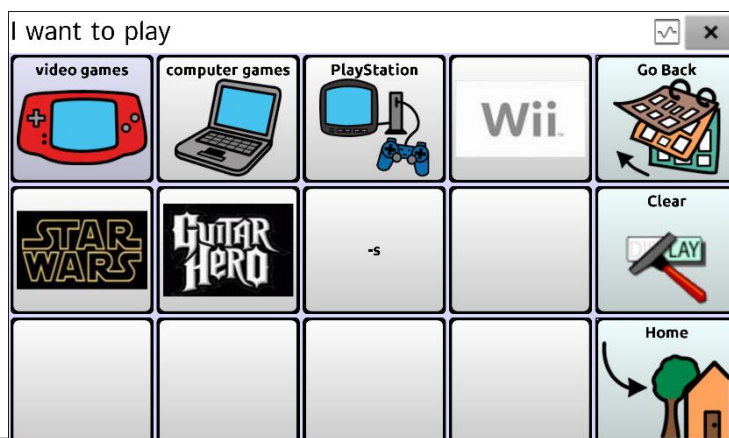 I want to play
video games
computer games
PlayStation
Wii
Go Back
STAR
WARS
GUITAR
HERO
-s
Clear
DISPLAY
Home